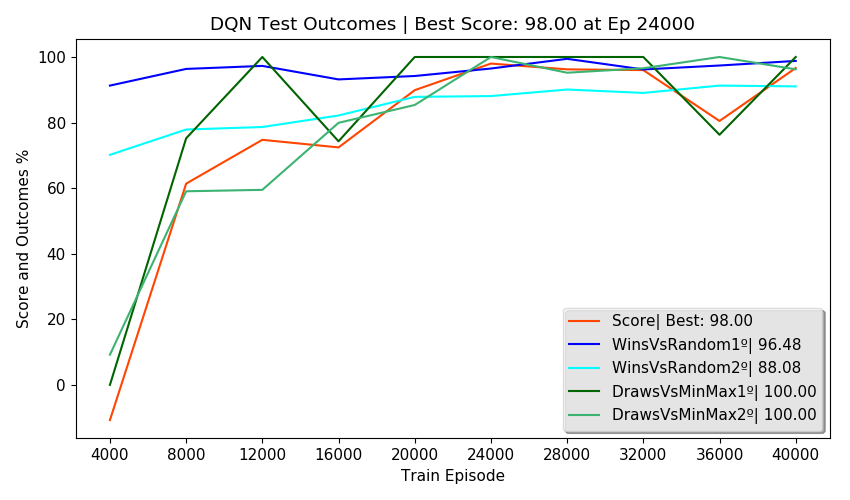 DQN Test Outcomes | Best Score: 98.00 at Ep 24000
Score and Outcomes %
100
80
60
40
20
0
Score| Best: 98.00
WinsVsRandom1º| 96.48
WinsVsRandom2º| 88.08
DrawsVsMinMax1º| 100.00
DrawsVsMinMax2º| 100.00
4000 8000 12000 16000 20000 24000 28000 32000 36000 40000
Train Episode